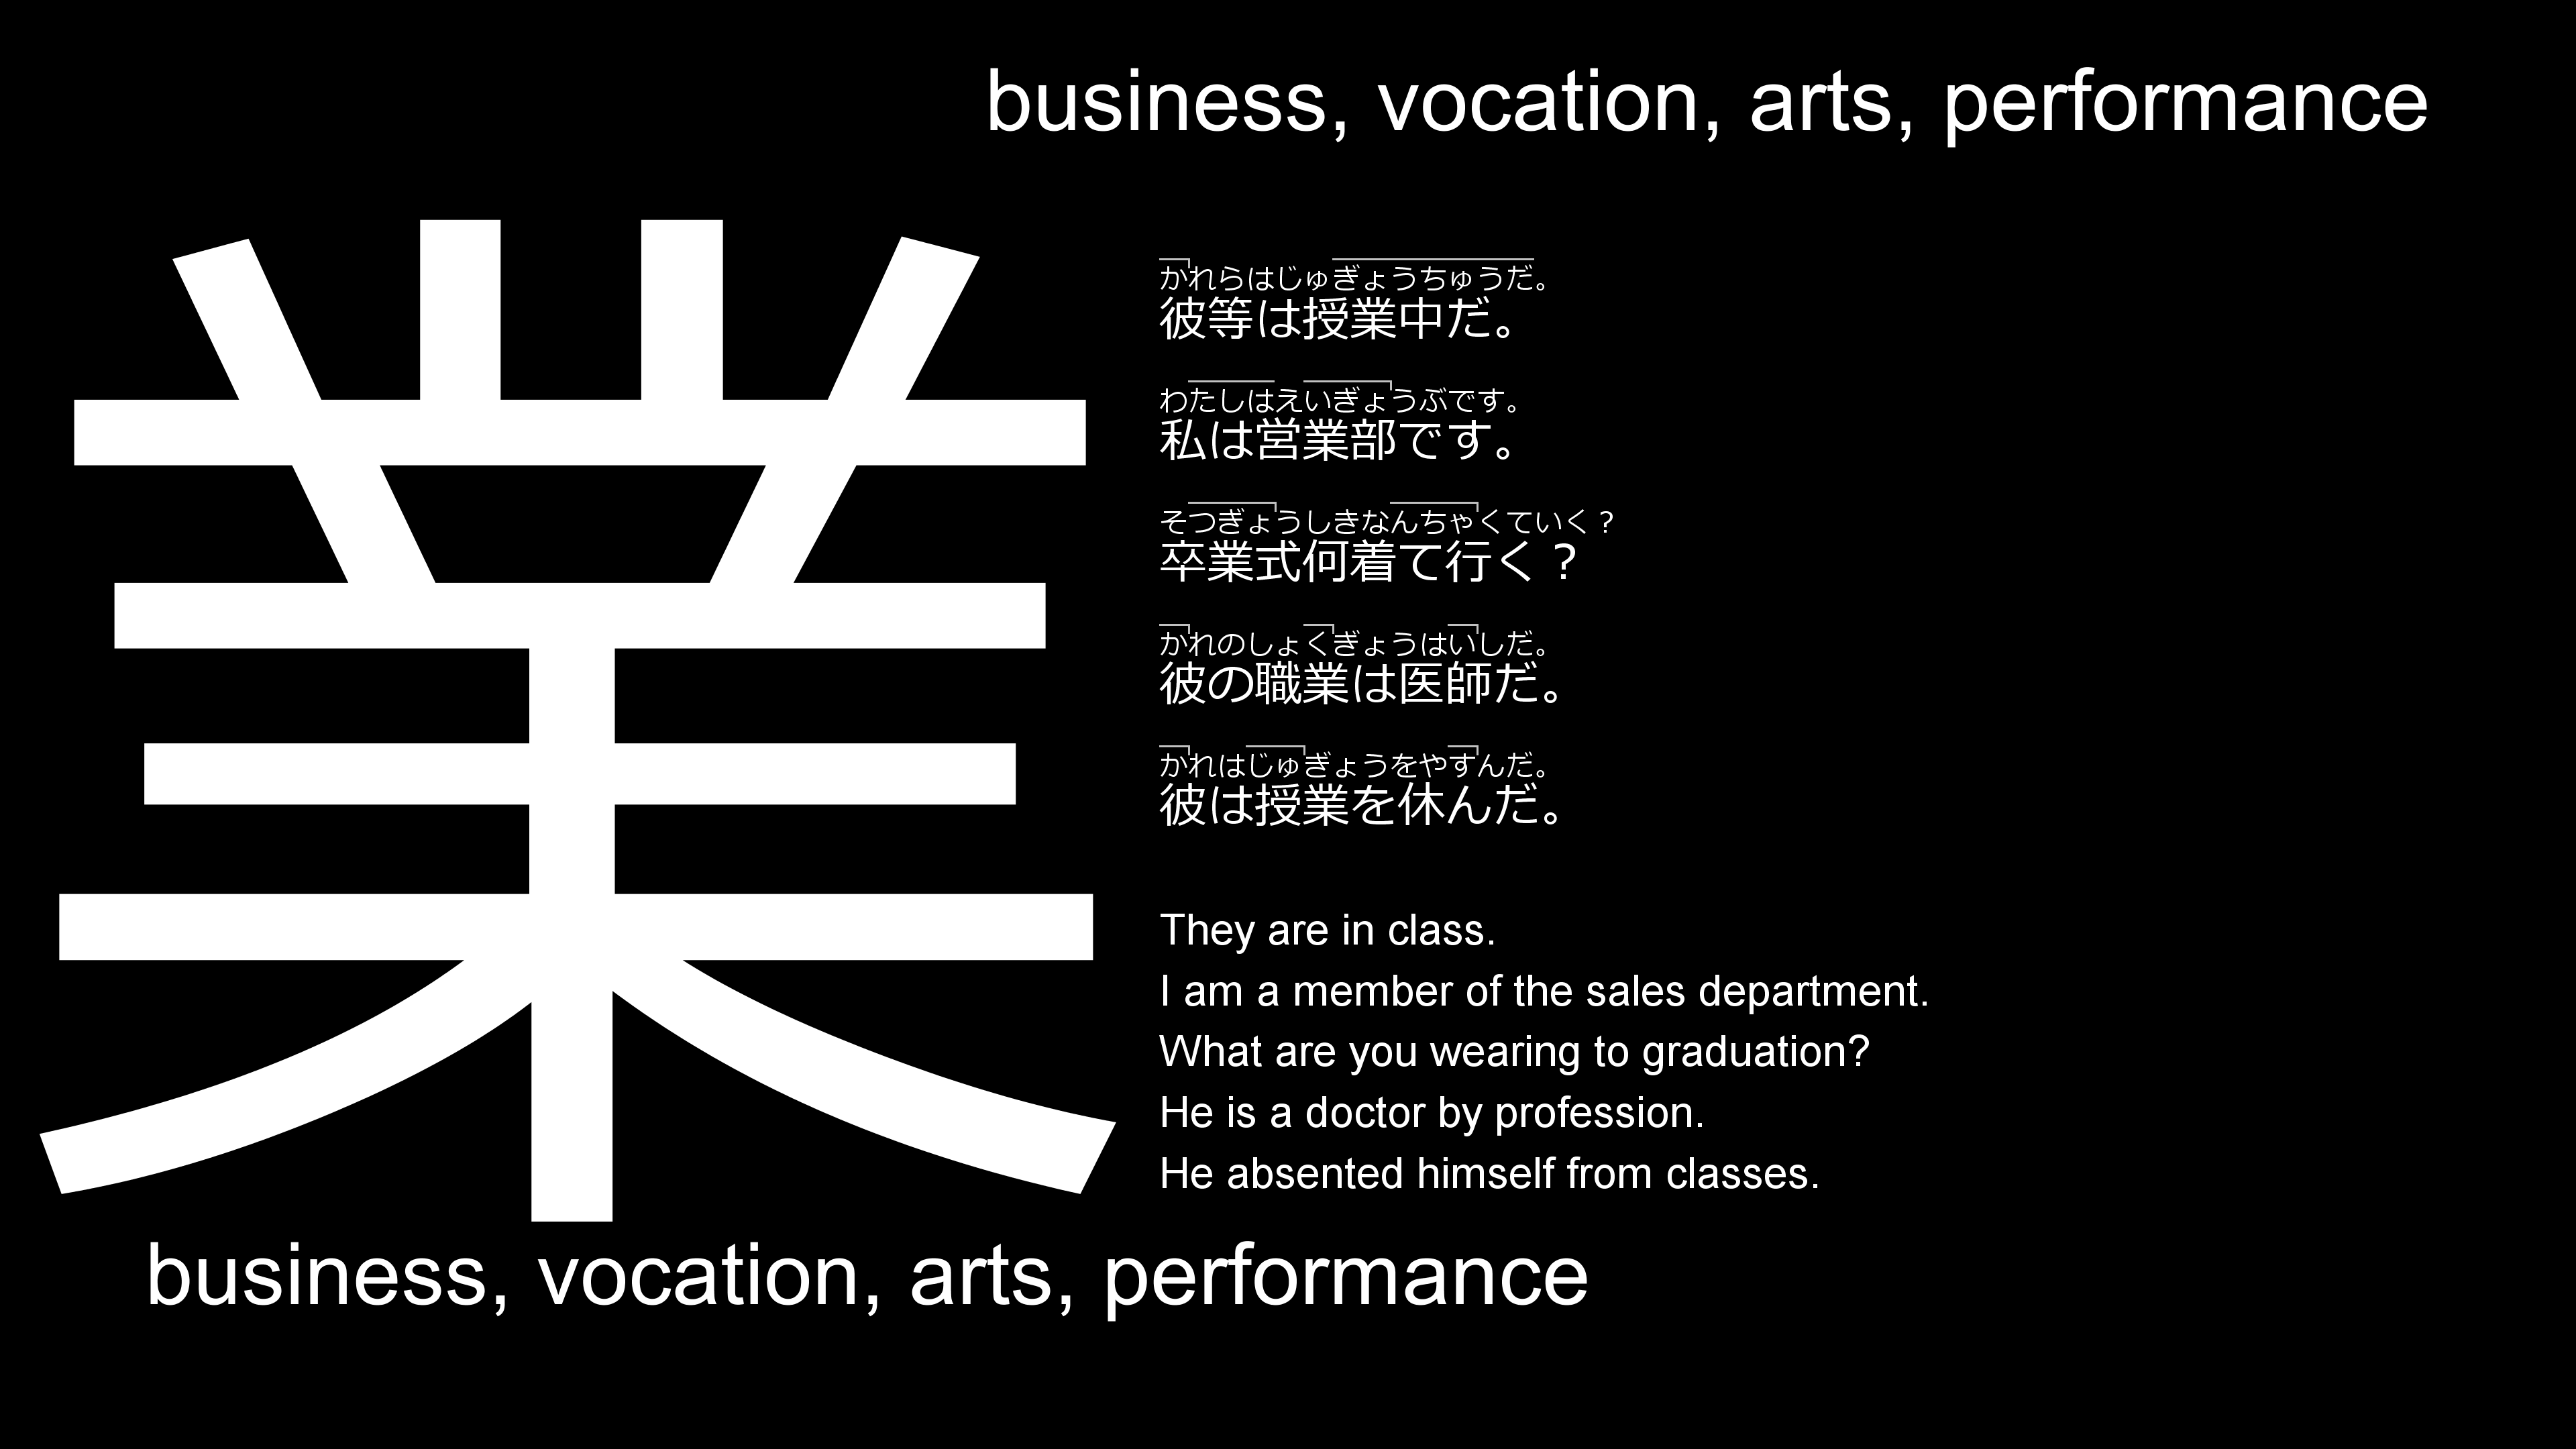 business, vocation, arts, performance
業
かれらはじゅぎょうちゅうだ。
彼等は授業中だ。
わたしはえいぎょうぶです。
私は営業部です。
そつぎょうしきなんちゃくていく？
卒業式何着て行く？
かれのしょくぎょうはいしだ。
彼の職業は医師だ。
かれはじゅぎょうをやすんだ。
彼は授業を休んだ。
They are in class.
I am a member of the sales department.
What are you wearing to graduation?
He is a doctor by profession.
He absented himself from classes.
business, vocation, arts, performance